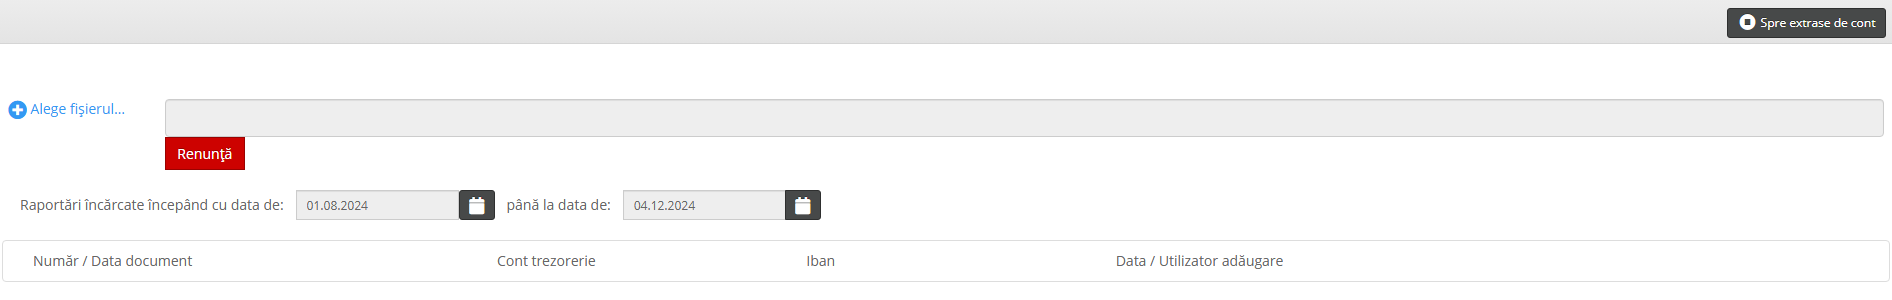 Spre extrase de cont
Alege fişierul...
Renunţă
Raportări încărcate începând cu data de: 01.08.2024 până la data de: 04.12.2024
Număr / Data document Cont trezorerie Iban Data / Utilizator adăugare